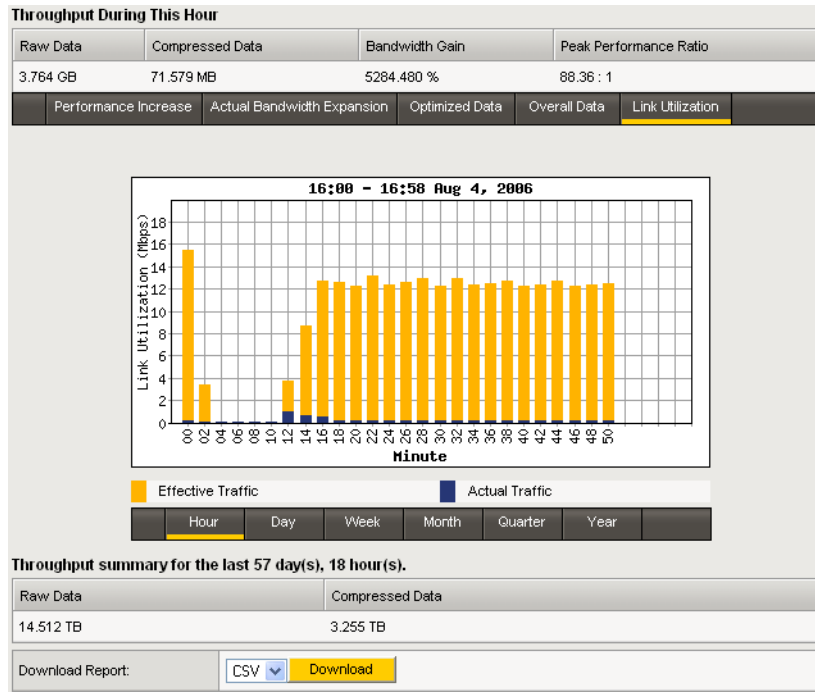 Throughput During This Hour
Raw Data Compressed Data Bandwidth Gain Peak Performance Ratio
3.764 GB 71.579 MB 5284.480 % 88.36 : 1
Performance Increase Actual Bandwidth Expansion Optimized Data Overall Data Link Utilization
16:00 - 16:58 Aug 4, 2006
Link Utilization (Mbps)
18
16
14
12
10
8
6
4
2
0
00 02 04 06 08 10 12 14 16 18 20 22 24 26 28 30 32 34 36 38 40 42 44 46 48 50
Minute
Effective Traffic Actual Traffic
Hour Day Week Month Quarter Year
Throughput summary for the last 57 day(s), 18 hour(s).
Raw Data Compressed Data
14.512 TB 3.255 TB
Download Report: CSV Download